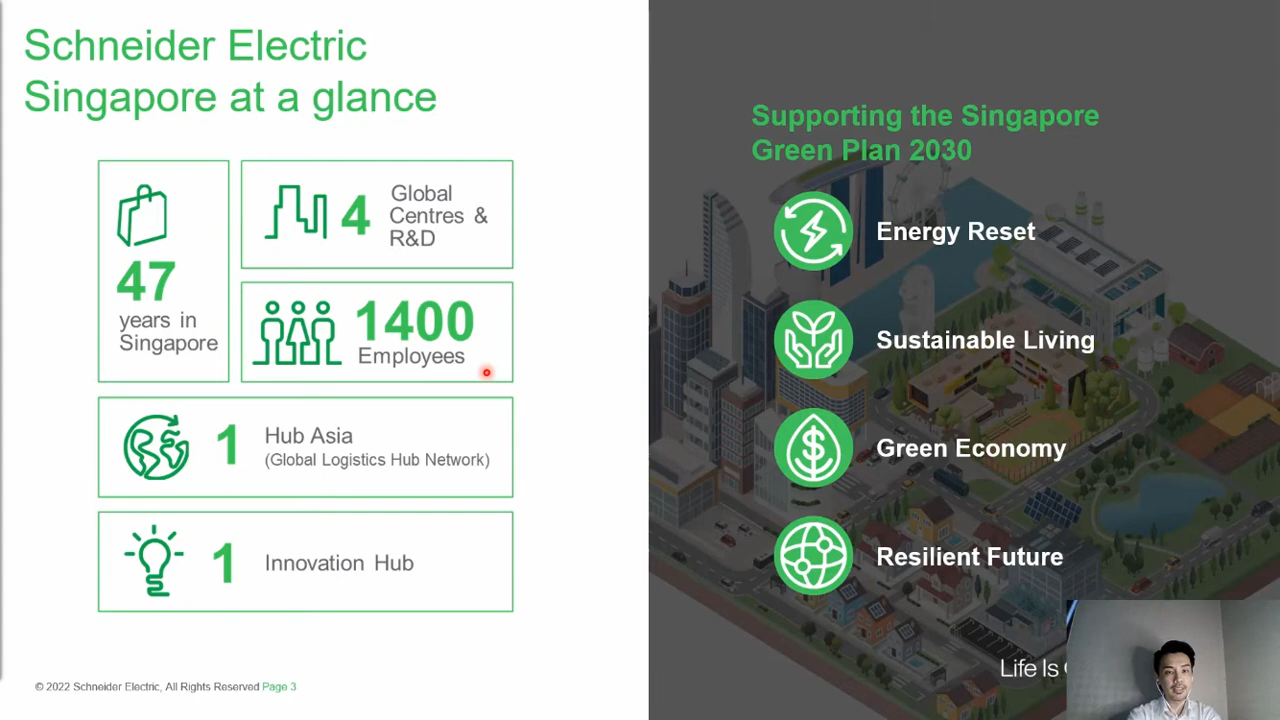 Schneider Electric
Singapore at a glance
47
years in
Singapore
4
Global
Centres &
R&D
1400
Employees
1
Hub Asia
(Global Logistics Hub Network)
1
Innovation Hub
© 2022 Schneider Electric, All Rights Reserved Page 3
Supporting the Singapore
Green Plan 2030
Energy Reset
Sustainable Living
$
Green Economy
Resilient Future
Life Is